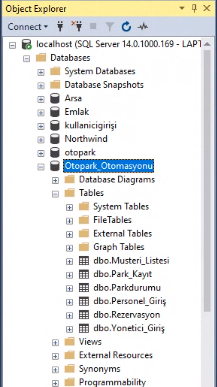 Object Explorer
Connect
localhost (SQL Server 14.0.1000.169 - LAPT
Databases
System Databases
Database Snapshots
Arsa
Emlak
kullanicigirişi
Northwind
otopark
Otopark_Otomasyonu
Database Diagrams
Tables
System Tables
FileTables
External Tables
Graph Tables
dbo.Musteri_Listesi
dbo.Park_Kayıt
dbo.Parkdurumu
dbo.Personel_Giriş
dbo.Rezervasyon
dbo.Yonetici_Giriş
Views
External Resources
Synonyms
Programmability